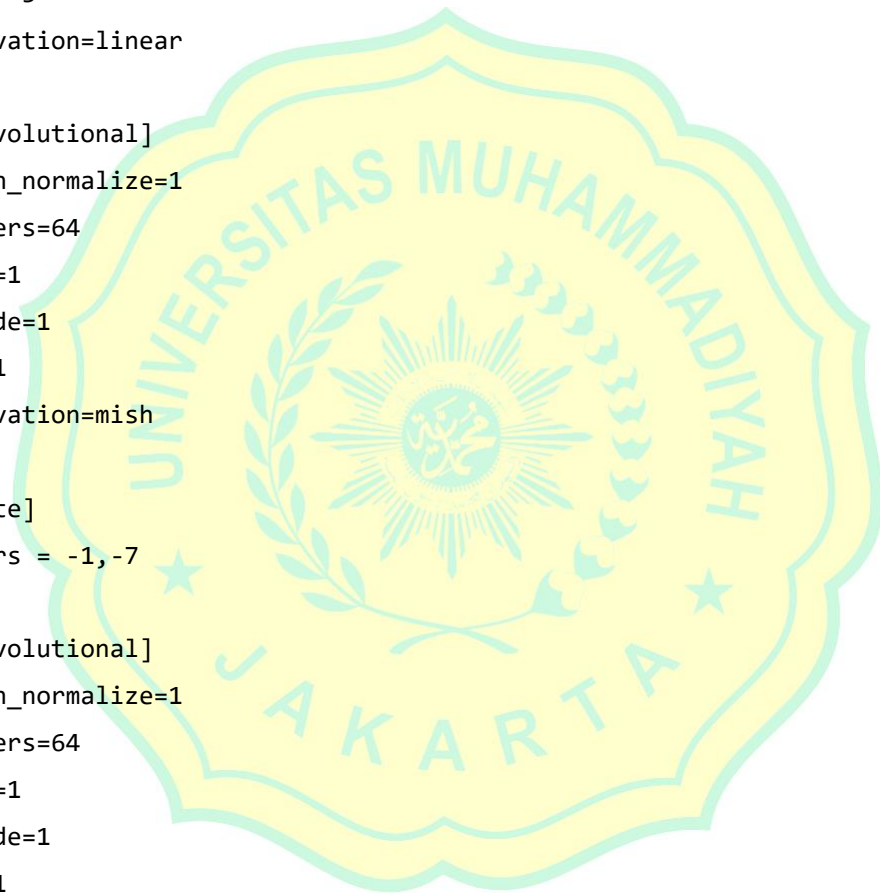 vation=linear
volutional]
n_normalize=1
ers=64
=1
de=1
1
vation=mish
te]
rs = -1,-7
volutional]
n_normalize=1
ers=64
=1
de=1
1
UNIVERSITAS MUHAMMADIYAH
JAKARTA